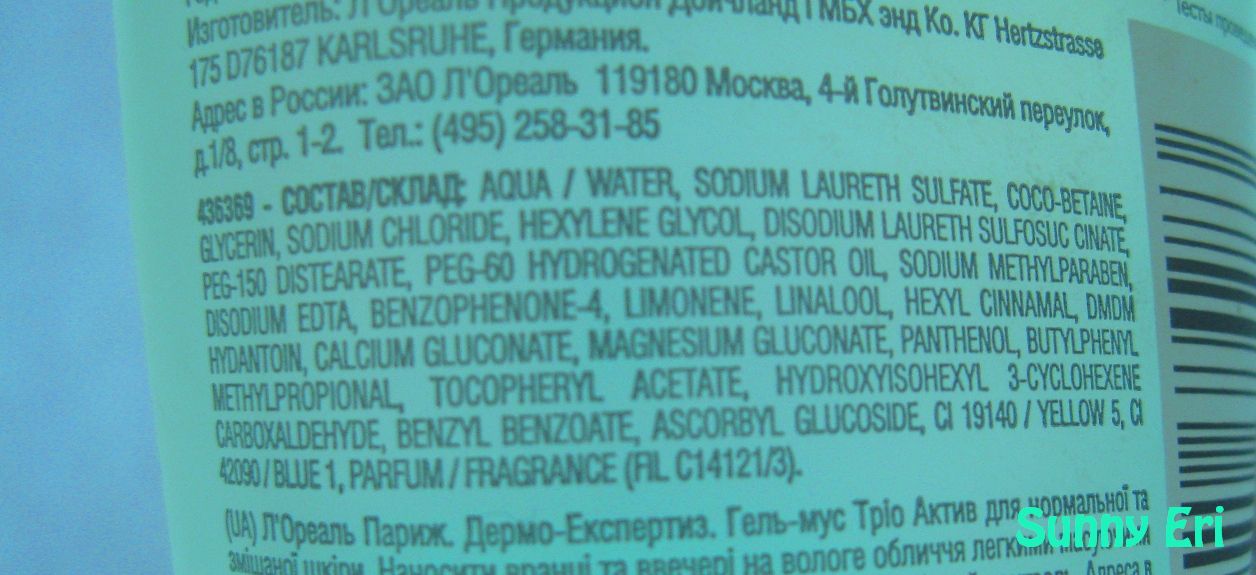 Изготовитель: Л'Ореаль Продукцион Дойчланд ГМБХ энд Ко. КГ Hertzstrasse
175 D76187 KARLSRUHE, Германия.
Адрес в России: ЗАО Л'Ореаль 119180 Москва, 4-й Голутвинский переулок,
д.1/8, стр. 1-2. Тел.: (495) 258-31-85
436369 - СОСТАВ/СКЛАД: AQUA / WATER, SODIUM LAURETH SULFATE, COCO-BETAINE,
GLYCERIN, SODIUM CHLORIDE, HEXYLENE GLYCOL, DISODIUM LAURETH SULFOSUC CINATE,
PEG-150 DISTEARATE, PEG-60 HYDROGENATED CASTOR OIL, SODIUM METHYLPARABEN,
DISODIUM EDTA, BENZOPHENONE-4, LIMONENE, LINALOOL, HEXYL CINNAMAL, DMDM
HYDANTOIN, CALCIUM GLUCONATE, MAGNESIUM GLUCONATE, PANTHENOL, BUTYLPHENYL
METHYLPROPIONAL, TOCOPHERYL ACETATE, HYDROXYISOHEXYL 3-CYCLOHEXENE
CARBOXALDEHYDE, BENZYL BENZOATE, ASCORBYL GLUCOSIDE, CI 19140 / YELLOW 5, CI
42090 / BLUE 1, PARFUM / FRAGRANCE (FIL C14121/3).
(UA) Л'Ореаль Париж. Дермо-Експертиз. Гель-мус Тріо Актив для нормальної та
змішаної шкіри. Наносити вранці та ввечері на вологе обличчя легкими
Адреса в
Тесты
Sunny Eri